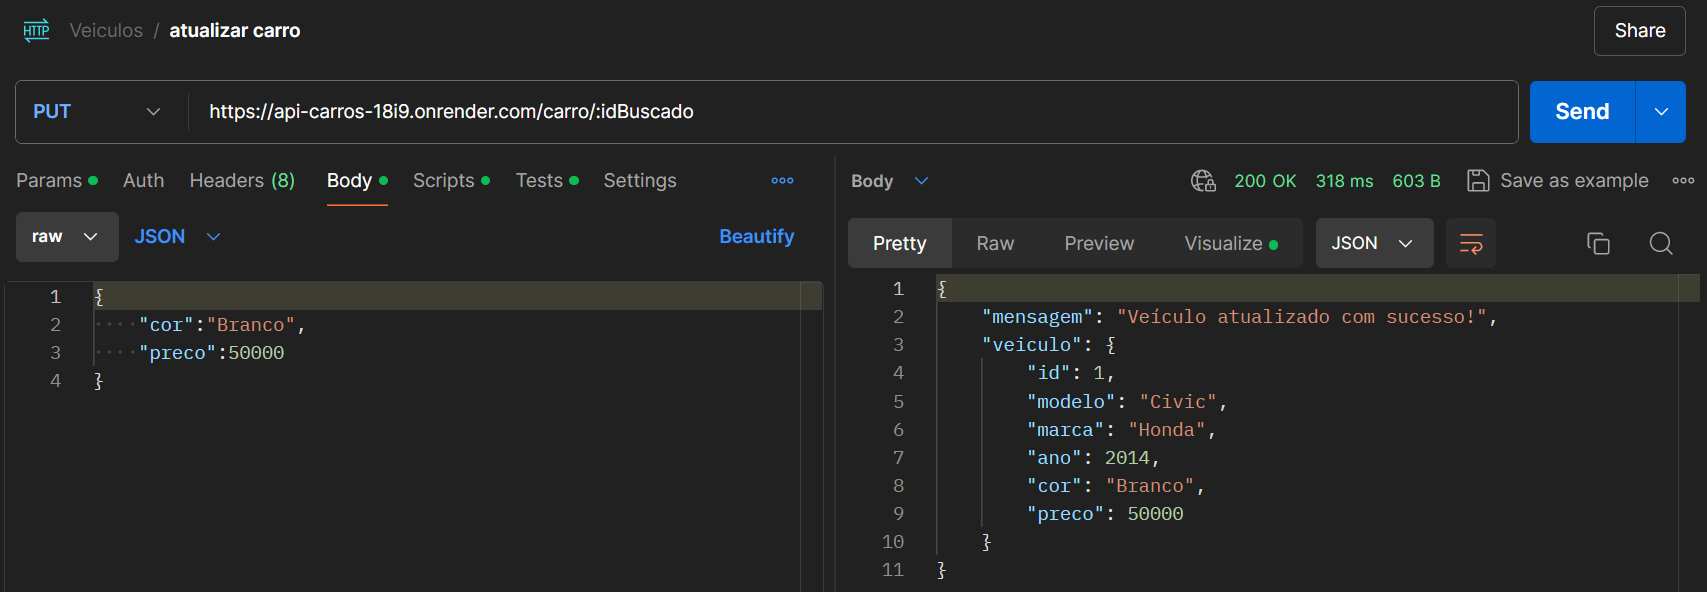 HTTP Veiculos / atualizar carro
Share
PUT https://api-carros-18i9.onrender.com/carro/:idBuscado
Send
Params Auth Headers (8) Body Scripts Tests Settings
raw JSON Beautify
1 {
2 ····"cor":"Branco",
3 ····"preco":50000
4 }
Body 200 OK 318 ms 603 B Save as example
Pretty Raw Preview Visualize JSON
1 {
2 "mensagem": "Veículo atualizado com sucesso!",
3 "veiculo": {
4 "id": 1,
5 "modelo": "Civic",
6 "marca": "Honda",
7 "ano": 2014,
8 "cor": "Branco",
9 "preco": 50000
10 }
11 }